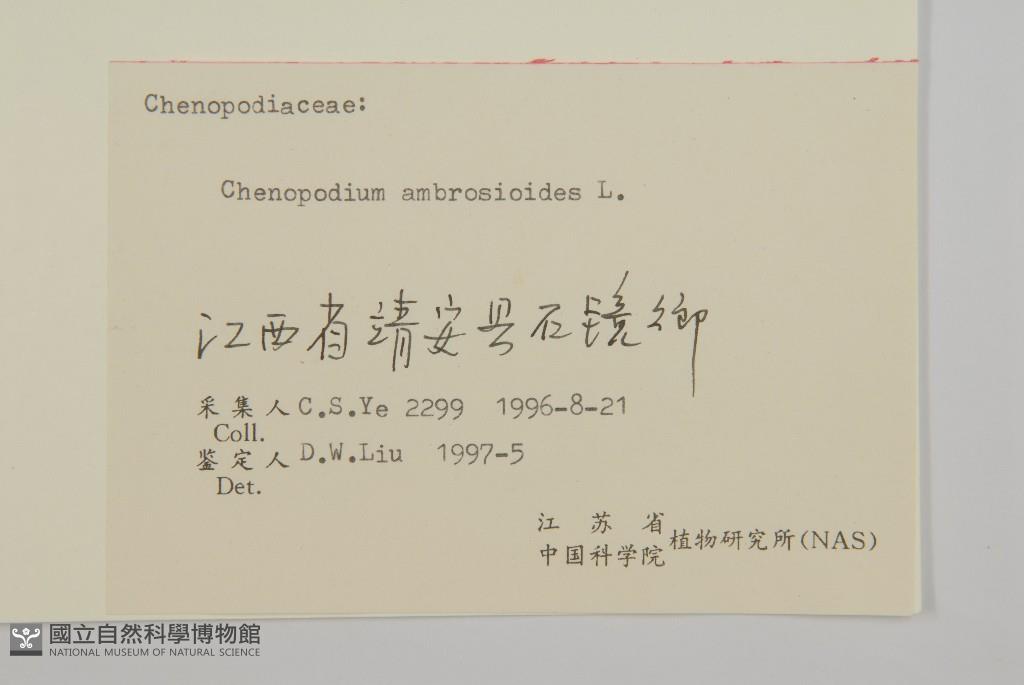 Chenopodiaceae:
Chenopodium ambrosioides L.
江西省靖安县石镜乡
采集人 C.S.Ye 2299 1996-8-21
Coll.
鉴定人 D.W.Liu 1997-5
Det.
江苏省
中国科学院 植物研究所(NAS)
國立自然科學博物館
NATIONAL MUSEUM OF NATURAL SCIENCE